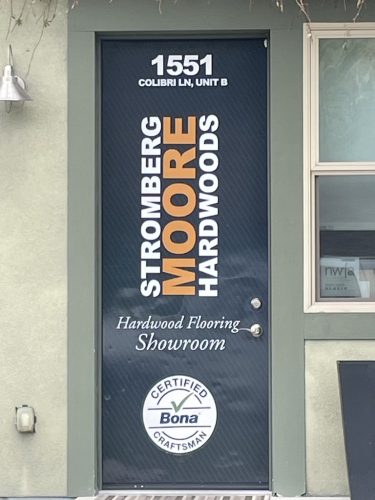 1551
COLIBRI LN, UNIT B
STROMBERG
MOORE
HARDWOODS
Hardwood Flooring
Showroom
CERTIFIED
Bona
CRAFTSMAN